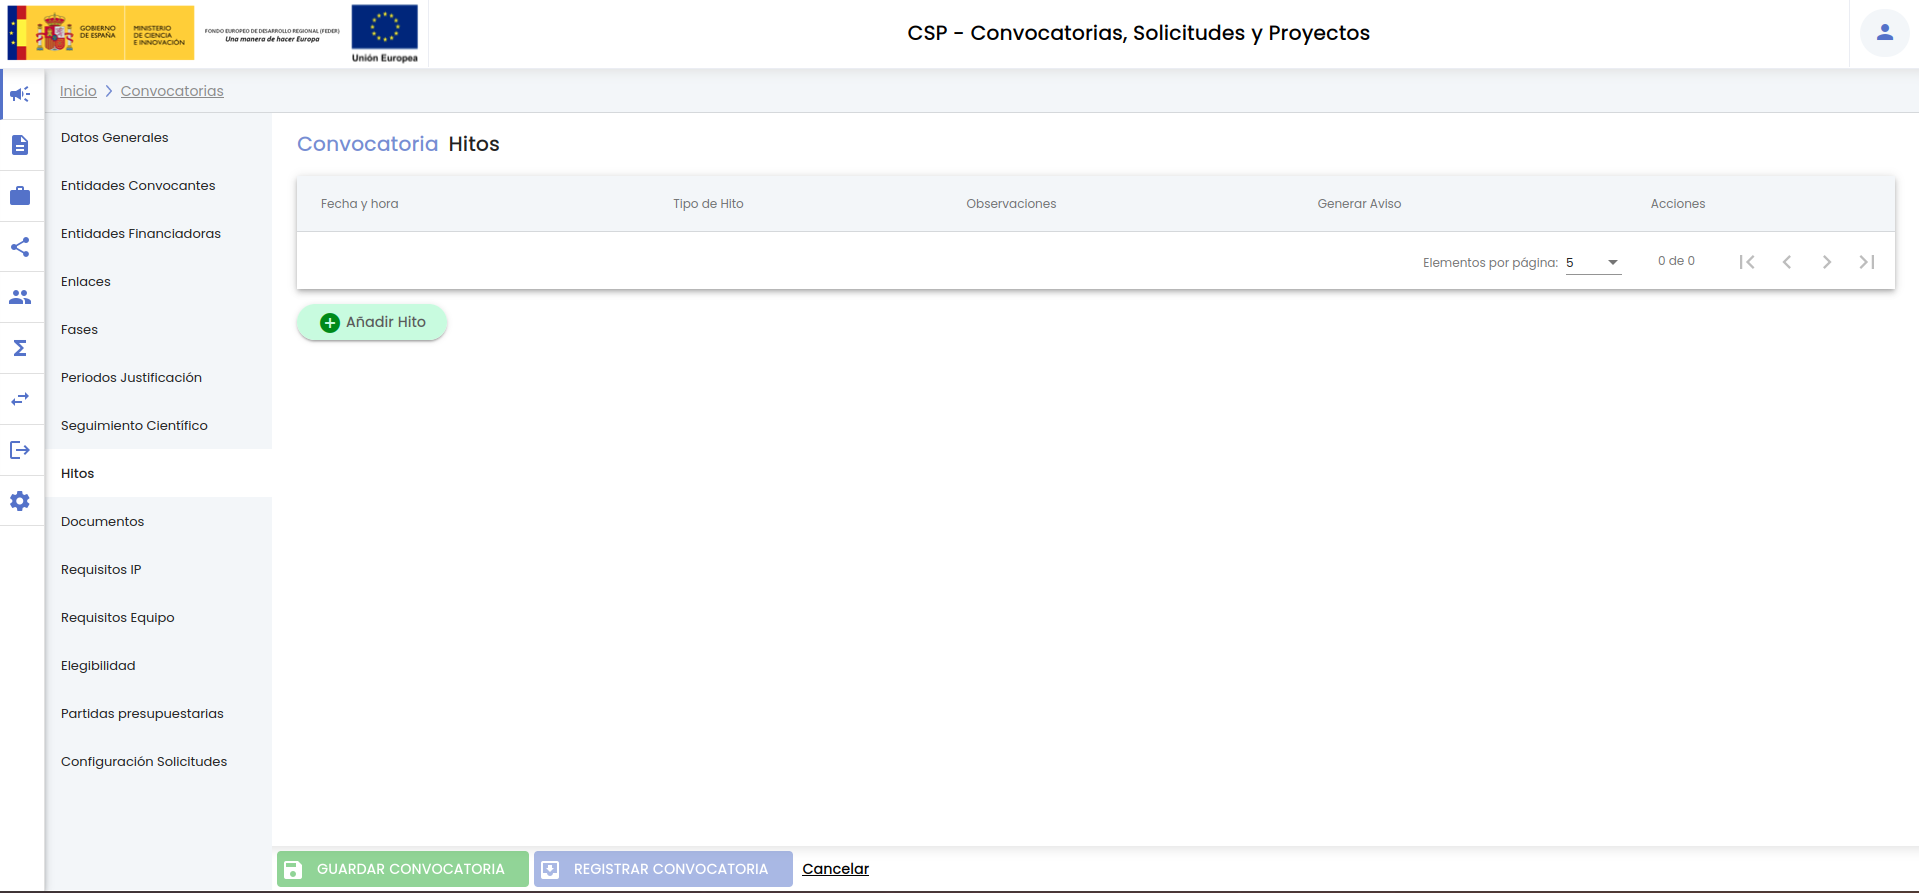 GOBIERNO
DE ESPAÑA
MINISTERIO
DE CIENCIA
E INNOVACIÓN
FONDO EUROPEO DE DESARROLLO REGIONAL (FEDER)
Una manera de hacer Europa
Unión Europea
CSP - Convocatorias, Solicitudes y Proyectos
Inicio > Convocatorias
Datos Generales
Entidades Convocantes
Entidades Financiadoras
Enlaces
Fases
Periodos Justificación
Seguimiento Científico
Hitos
Documentos
Requisitos IP
Requisitos Equipo
Elegibilidad
Partidas presupuestarias
Configuración Solicitudes
Convocatoria Hitos
Fecha y hora Tipo de Hito Observaciones Generar Aviso Acciones
Elementos por página: 5 0 de 0
Añadir Hito
GUARDAR CONVOCATORIA REGISTRAR CONVOCATORIA Cancelar